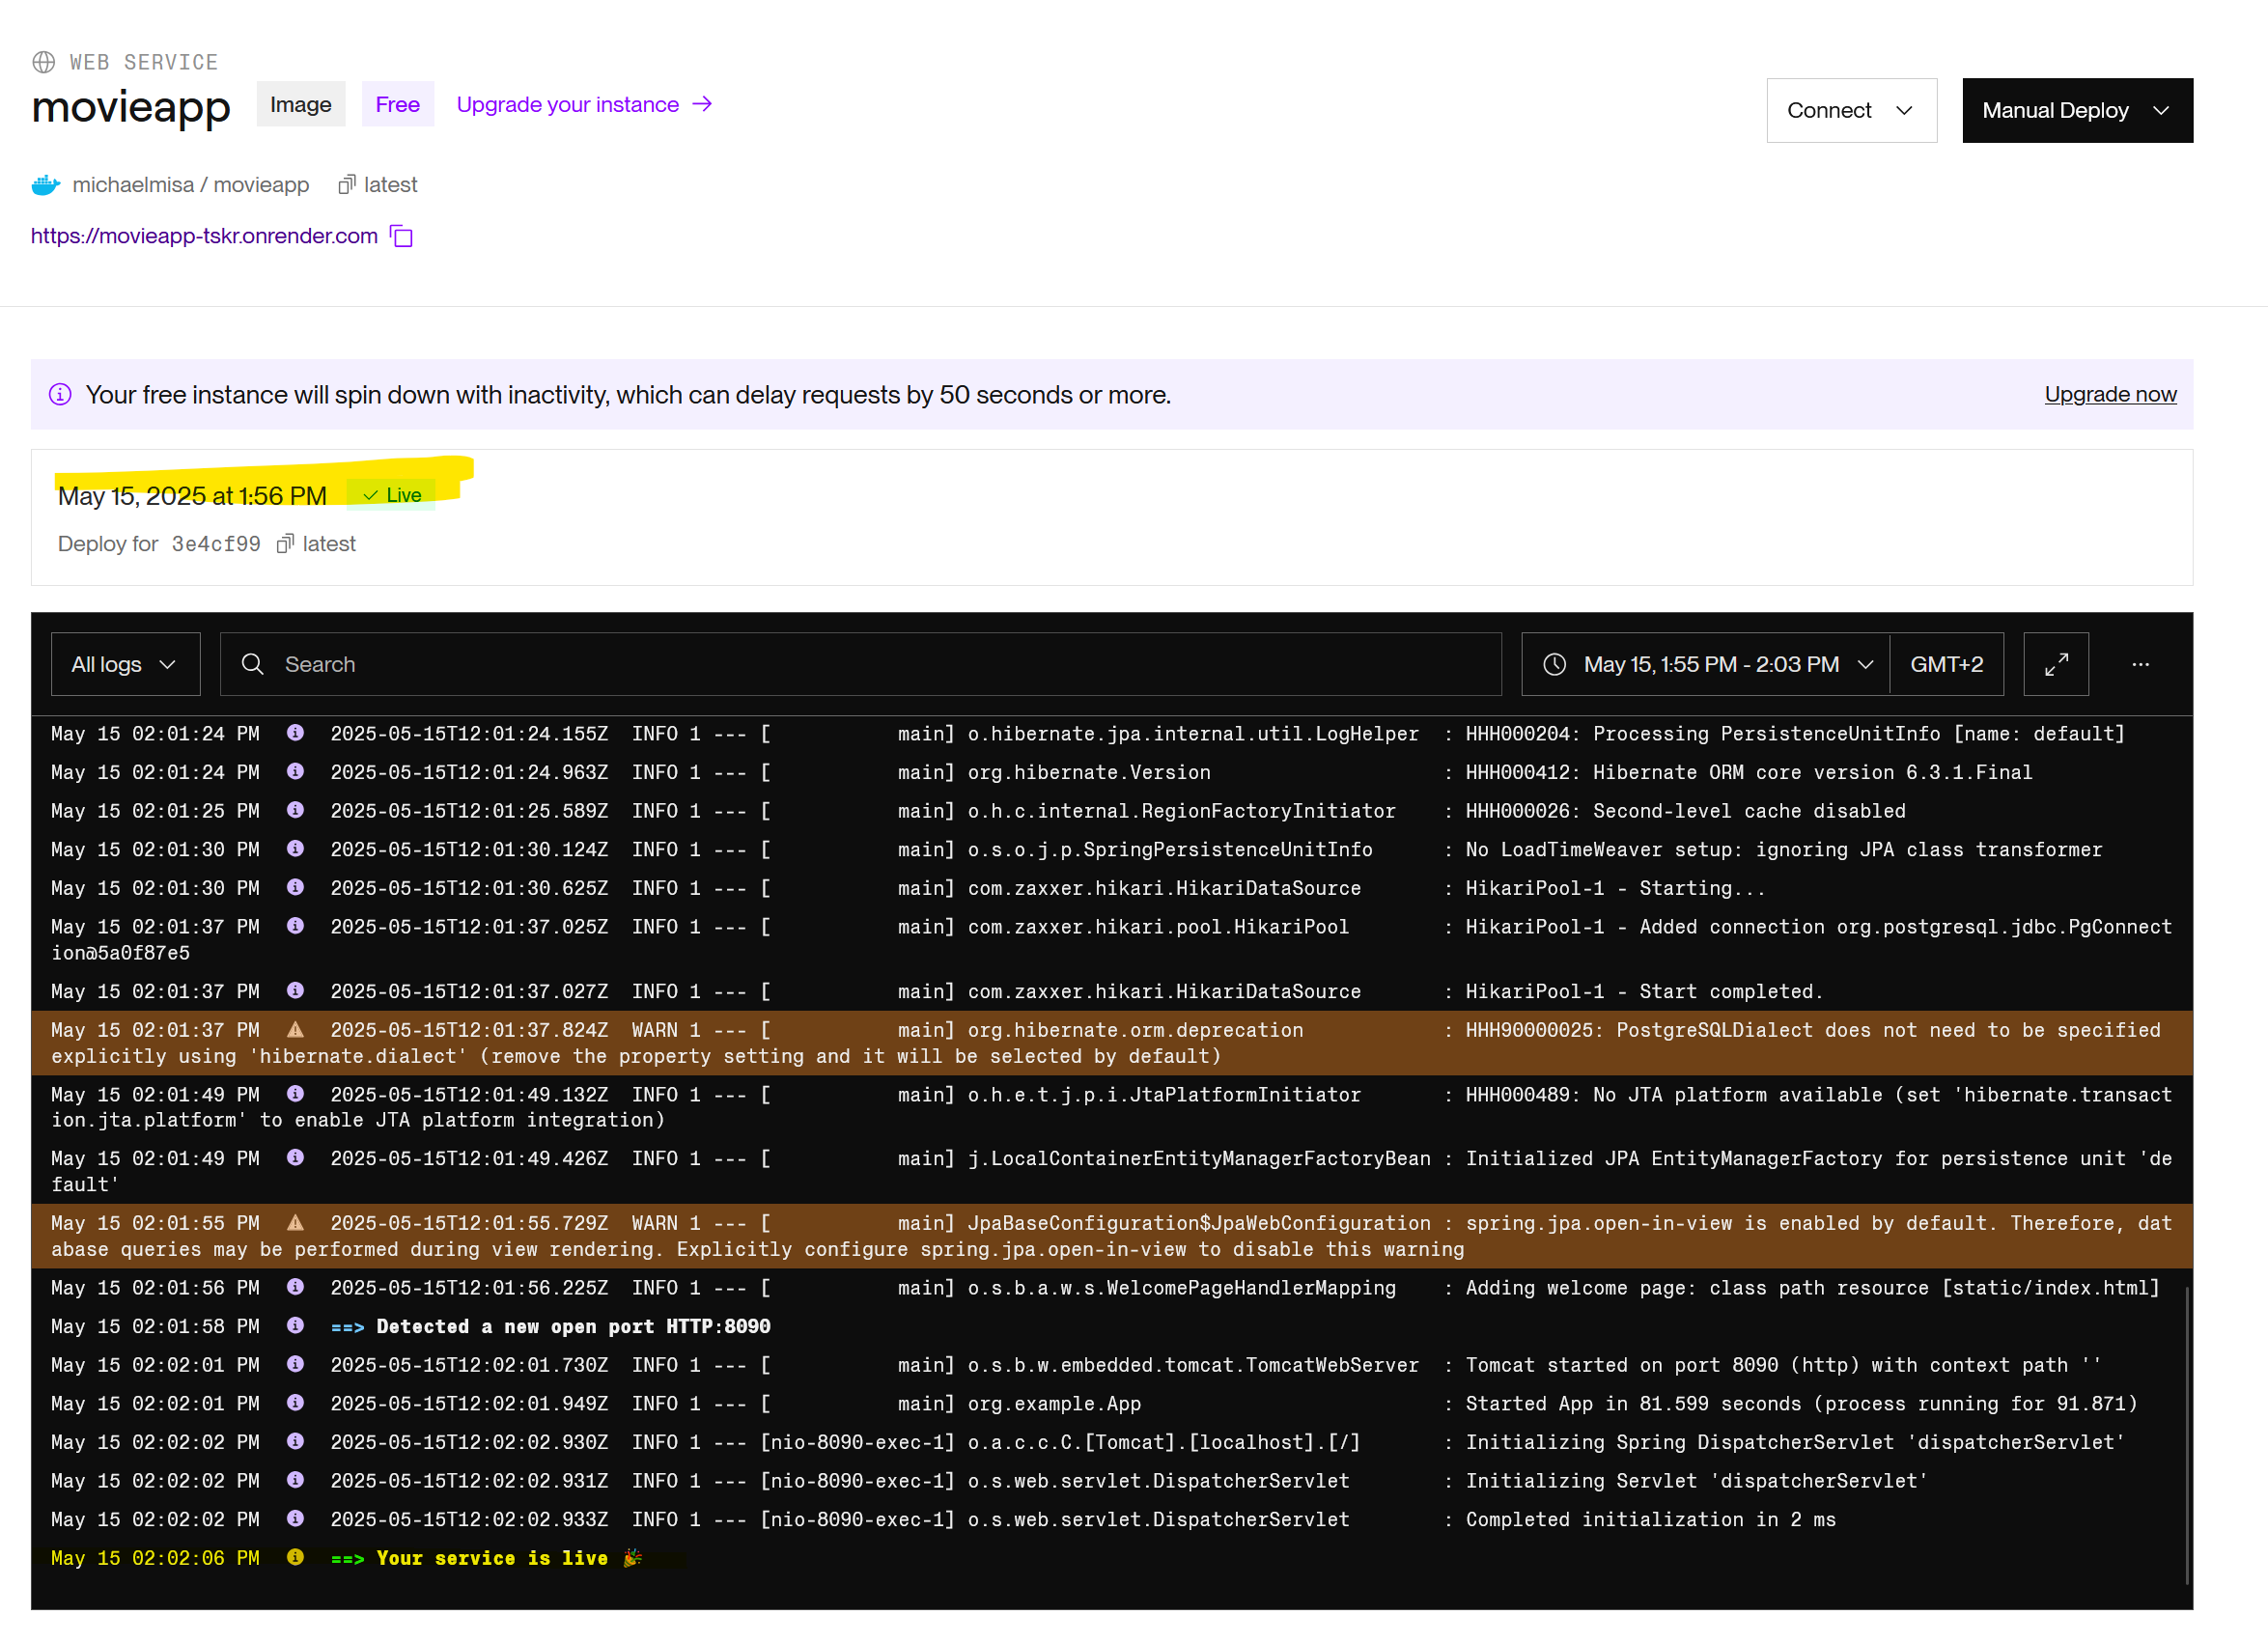 WEB SERVICE
movieapp Image Free Upgrade your instance → Connect Manual Deploy
michaelmisa / movieapp latest
https://movieapp-tskr.onrender.com
Your free instance will spin down with inactivity, which can delay requests by 50 seconds or more. Upgrade now
May 15, 2025 at 1:56 PM ✓ Live
Deploy for 3e4cf99 latest
All logs Search May 15, 1:55 PM - 2:03 PM GMT+2 ...
May 15 02:01:24 PM 2025-05-15T12:01:24.155Z INFO 1 --- [ main] o.hibernate.jpa.internal.util.LogHelper : HHH000204: Processing PersistenceUnitInfo [name: default]
May 15 02:01:24 PM 2025-05-15T12:01:24.963Z INFO 1 --- [ main] org.hibernate.Version : HHH000412: Hibernate ORM core version 6.3.1.Final
May 15 02:01:25 PM 2025-05-15T12:01:25.589Z INFO 1 --- [ main] o.h.c.internal.RegionFactoryInitiator : HHH000026: Second-level cache disabled
May 15 02:01:30 PM 2025-05-15T12:01:30.124Z INFO 1 --- [ main] o.s.o.j.p.SpringPersistenceUnitInfo : No LoadTimeWeaver setup: ignoring JPA class transformer
May 15 02:01:30 PM 2025-05-15T12:01:30.625Z INFO 1 --- [ main] com.zaxxer.hikari.HikariDataSource : HikariPool-1 - Starting...
May 15 02:01:37 PM 2025-05-15T12:01:37.025Z INFO 1 --- [ main] com.zaxxer.hikari.pool.HikariPool : HikariPool-1 - Added connection org.postgresql.jdbc.PgConnect
ion@5a0f87e5
May 15 02:01:37 PM 2025-05-15T12:01:37.027Z INFO 1 --- [ main] com.zaxxer.hikari.HikariDataSource : HikariPool-1 - Start completed.
May 15 02:01:37 PM 2025-05-15T12:01:37.824Z WARN 1 --- [ main] org.hibernate.orm.deprecation : HHH90000025: PostgreSQLDialect does not need to be specified
explicitly using 'hibernate.dialect' (remove the property setting and it will be selected by default)
May 15 02:01:49 PM 2025-05-15T12:01:49.132Z INFO 1 --- [ main] o.h.e.t.j.p.i.JtaPlatformInitiator : HHH000489: No JTA platform available (set 'hibernate.transact
ion.jta.platform' to enable JTA platform integration)
May 15 02:01:49 PM 2025-05-15T12:01:49.426Z INFO 1 --- [ main] j.LocalContainerEntityManagerFactoryBean : Initialized JPA EntityManagerFactory for persistence unit 'de
fault'
May 15 02:01:55 PM 2025-05-15T12:01:55.729Z WARN 1 --- [ main] JpaBaseConfiguration$JpaWebConfiguration : spring.jpa.open-in-view is enabled by default. Therefore, dat
abase queries may be performed during view rendering. Explicitly configure spring.jpa.open-in-view to disable this warning
May 15 02:01:56 PM 2025-05-15T12:01:56.225Z INFO 1 --- [ main] o.s.b.a.w.s.WelcomePageHandlerMapping : Adding welcome page: class path resource [static/index.html]
May 15 02:01:58 PM ==> Detected a new open port HTTP:8090
May 15 02:02:01 PM 2025-05-15T12:02:01.730Z INFO 1 --- [ main] o.s.b.w.embedded.tomcat.TomcatWebServer : Tomcat started on port 8090 (http) with context path ''
May 15 02:02:01 PM 2025-05-15T12:02:01.949Z INFO 1 --- [ main] org.example.App : Started App in 81.599 seconds (process running for 91.871)
May 15 02:02:02 PM 2025-05-15T12:02:02.930Z INFO 1 --- [nio-8090-exec-1] o.a.c.c.C.[Tomcat].[localhost].[/] : Initializing Spring DispatcherServlet 'dispatcherServlet'
May 15 02:02:02 PM 2025-05-15T12:02:02.931Z INFO 1 --- [nio-8090-exec-1] o.s.web.servlet.DispatcherServlet : Initializing Servlet 'dispatcherServlet'
May 15 02:02:02 PM 2025-05-15T12:02:02.933Z INFO 1 --- [nio-8090-exec-1] o.s.web.servlet.DispatcherServlet : Completed initialization in 2 ms
May 15 02:02:06 PM ==> Your service is live 🎉